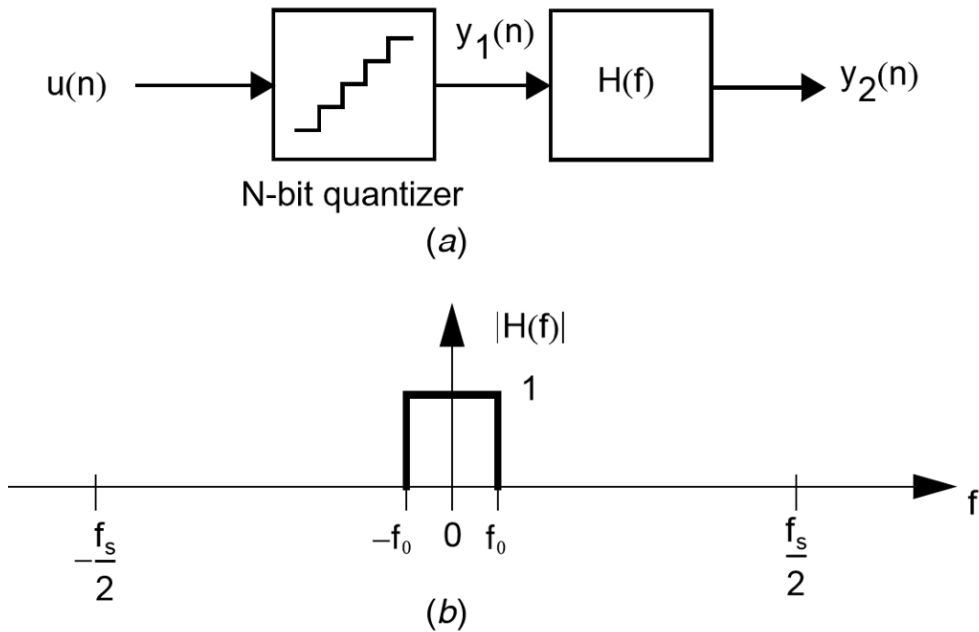 u(n)
y₁(n)
H(f)
y₂(n)
N-bit quantizer
(a)
|H(f)|
1
f
−fₛ/2
−f₀
0
f₀
fₛ/2
(b)